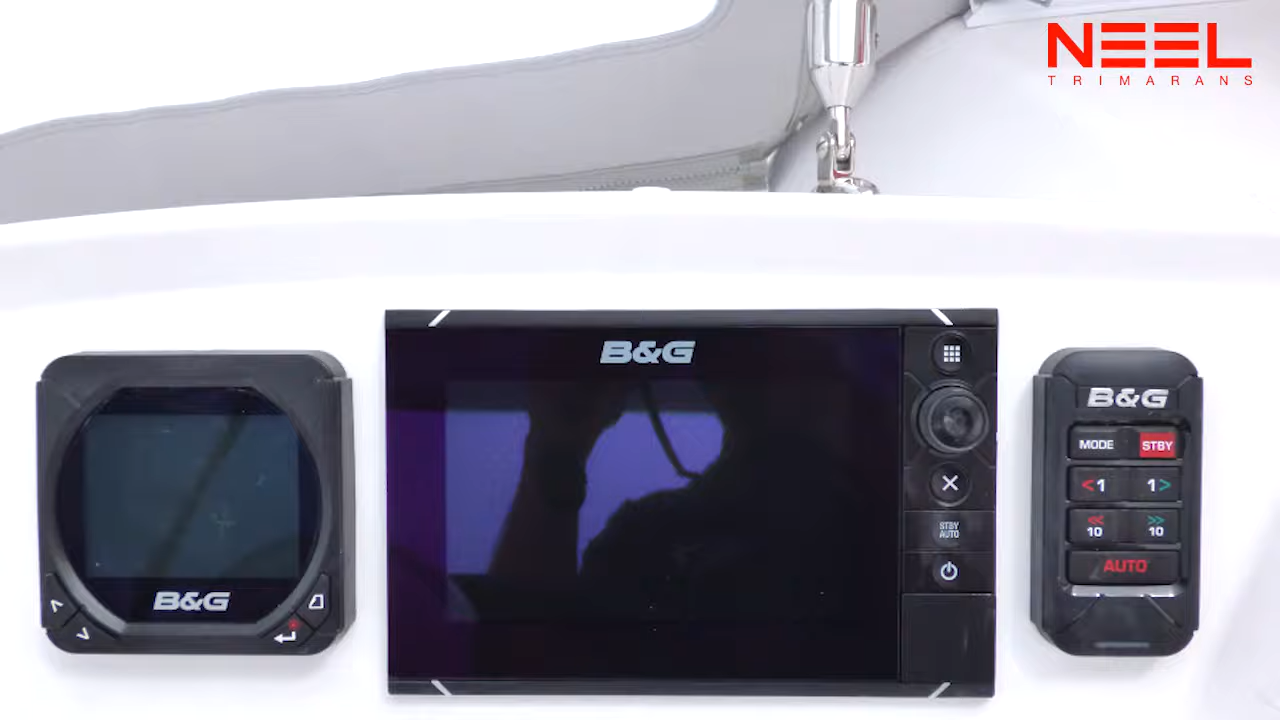 NEEL
TRIMARANS
B&G
B&G
B&G
MODE STBY
<1 1>
<< >>
10 10
AUTO
STBY
AUTO